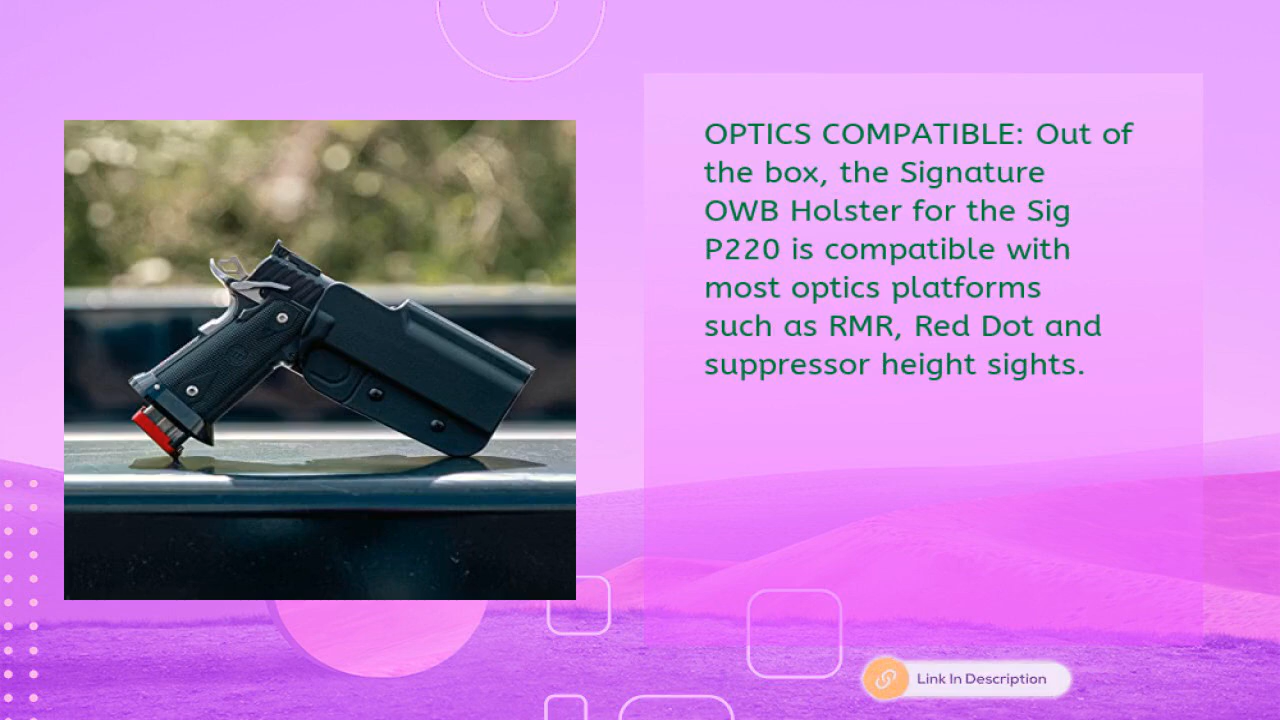 OPTICS COMPATIBLE: Out of
the box, the Signature
OWB Holster for the Sig
P220 is compatible with
most optics platforms
such as RMR, Red Dot and
suppressor height sights.
Link In Description